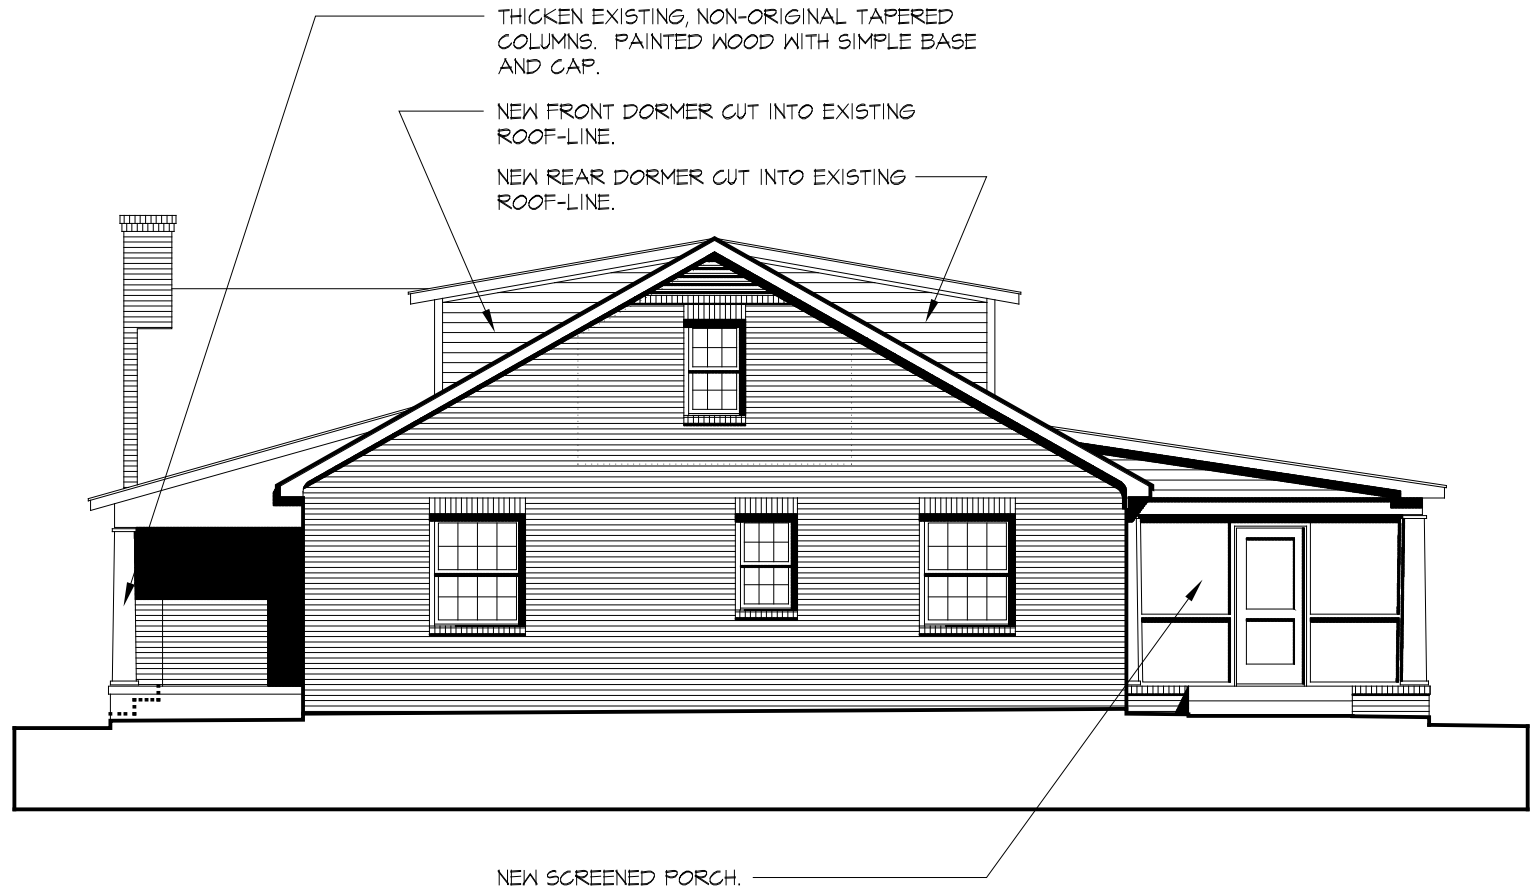 THICKEN EXISTING, NON-ORIGINAL TAPERED
COLUMNS. PAINTED WOOD WITH SIMPLE BASE
AND CAP.
NEW FRONT DORMER CUT INTO EXISTING
ROOF-LINE.
NEW REAR DORMER CUT INTO EXISTING
ROOF-LINE.
NEW SCREENED PORCH.